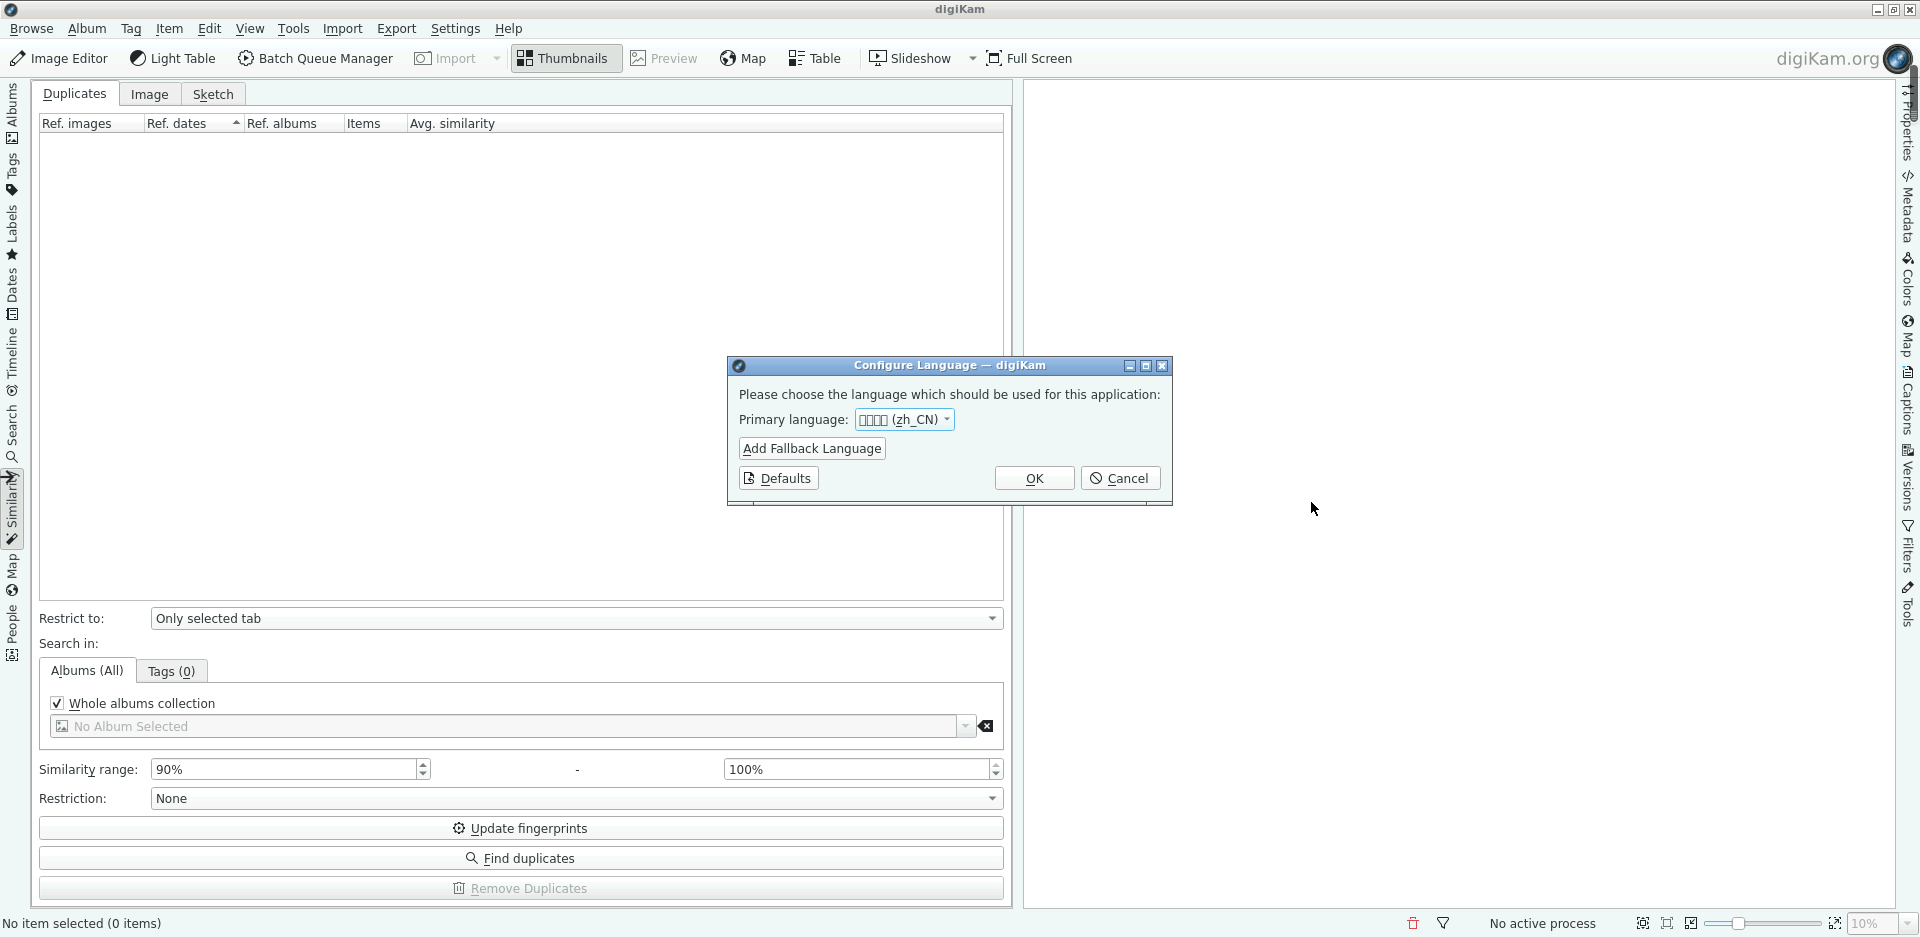 digiKam
Browse Album Tag Item Edit View Tools Import Export Settings Help
Image Editor Light Table Batch Queue Manager Import Thumbnails Preview Map Table Slideshow Full Screen digiKam.org
Albums
Tags
Labels
Dates
Timeline
Search
Similarity
Map
People
Duplicates Image Sketch
Ref. images Ref. dates Ref. albums Items Avg. similarity
Configure Language — digiKam
Please choose the language which should be used for this application:
Primary language: (zh_CN)
Add Fallback Language
Defaults OK Cancel
Restrict to: Only selected tab
Search in:
Albums (All) Tags (0)
Whole albums collection
No Album Selected
Similarity range: 90% - 100%
Restriction: None
Update fingerprints
Find duplicates
Remove Duplicates
Properties
Metadata
Colors
Map
Captions
Versions
Filters
Tools
No item selected (0 items) No active process 10%